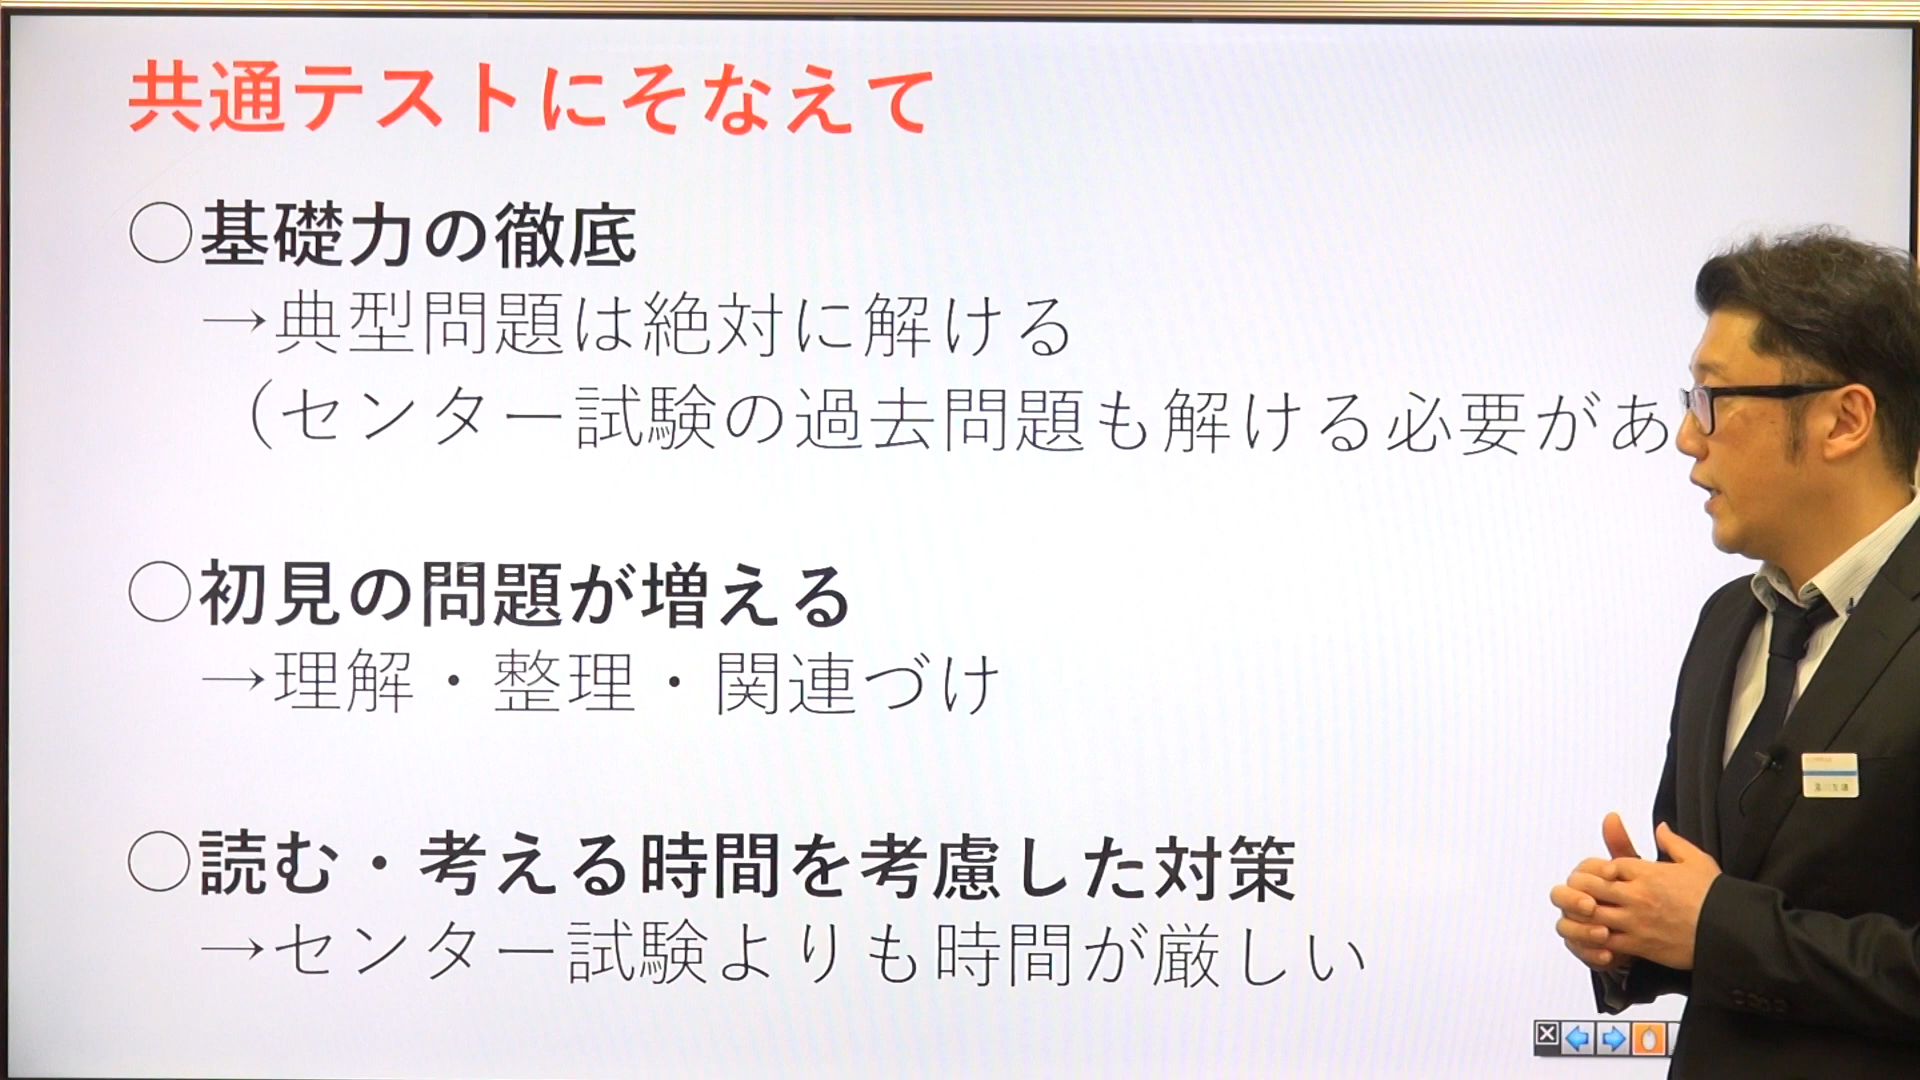 共通テストにそなえて
○基礎力の徹底
→典型問題は絶対に解ける
（センター試験の過去問題も解ける必要があ
○初見の問題が増える
→理解・整理・関連づけ
○読む・考える時間を考慮した対策
→センター試験よりも時間が厳しい